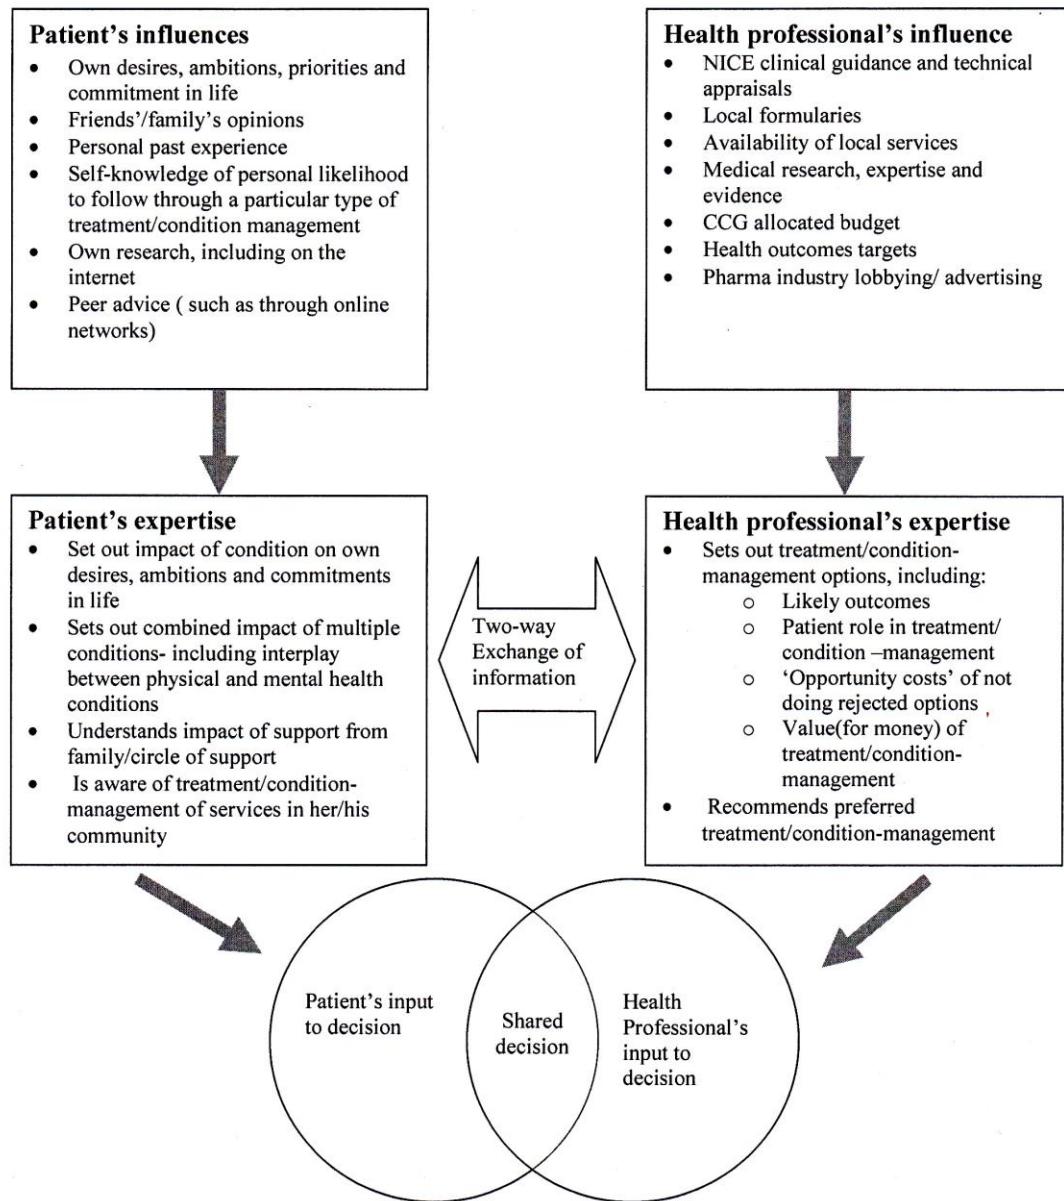 Patient's influences
• Own desires, ambitions, priorities and
commitment in life
• Friends'/family's opinions
• Personal past experience
• Self-knowledge of personal likelihood
to follow through a particular type of
treatment/condition management
• Own research, including on the
internet
• Peer advice ( such as through online
networks)
Health professional's influence
• NICE clinical guidance and technical
appraisals
• Local formularies
• Availability of local services
• Medical research, expertise and
evidence
• CCG allocated budget
• Health outcomes targets
• Pharma industry lobbying/ advertising
Patient's expertise
• Set out impact of condition on own
desires, ambitions and commitments
in life
• Sets out combined impact of multiple
conditions- including interplay
between physical and mental health
conditions
• Understands impact of support from
family/circle of support
• Is aware of treatment/condition-
management of services in her/his
community
Two-way
Exchange of
information
Health professional's expertise
• Sets out treatment/condition-
management options, including:
o Likely outcomes
o Patient role in treatment/
condition –management
o 'Opportunity costs' of not
doing rejected options
o Value(for money) of
treatment/condition-
management
• Recommends preferred
treatment/condition-management
Patient's input
to decision
Shared
decision
Health
Professional's
input to
decision